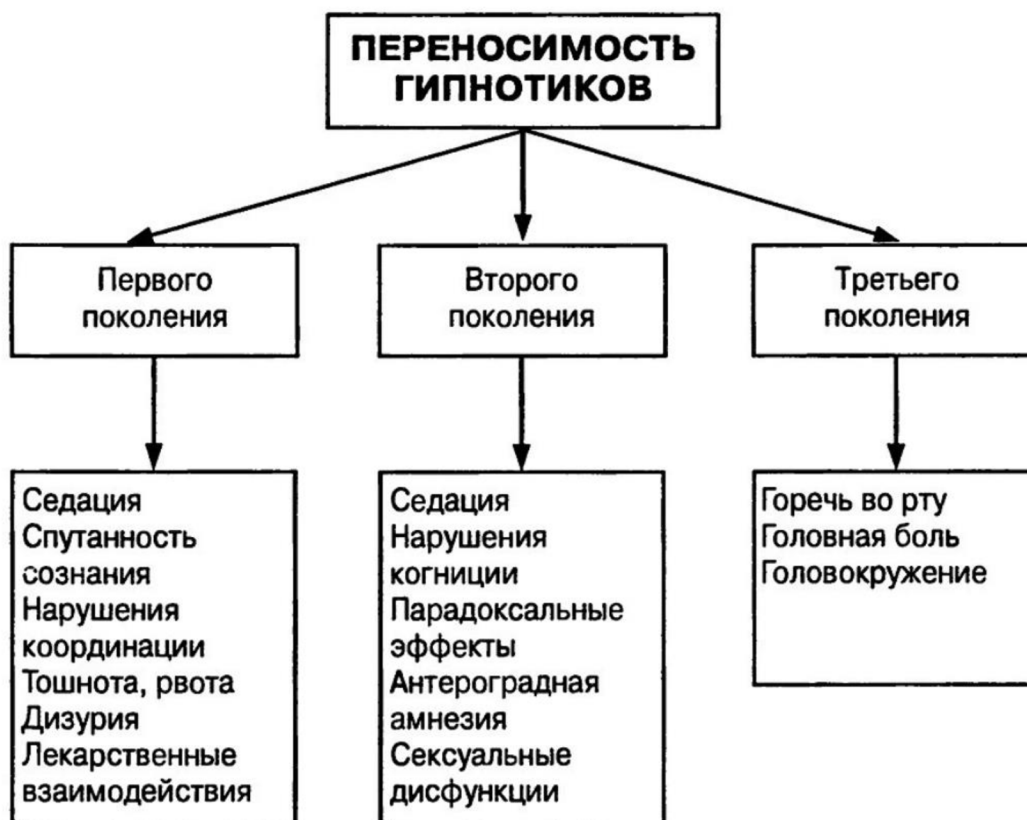 ПЕРЕНОСИМОСТЬ
ГИПНОТИКОВ
Первого
поколения
Второго
поколения
Третьего
поколения
Седация
Спутанность
сознания
Нарушения
координации
Тошнота, рвота
Дизурия
Лекарственные
взаимодействия
Седация
Нарушения
когниции
Парадоксальные
эффекты
Антероградная
амнезия
Сексуальные
дисфункции
Горечь во рту
Головная боль
Головокружение